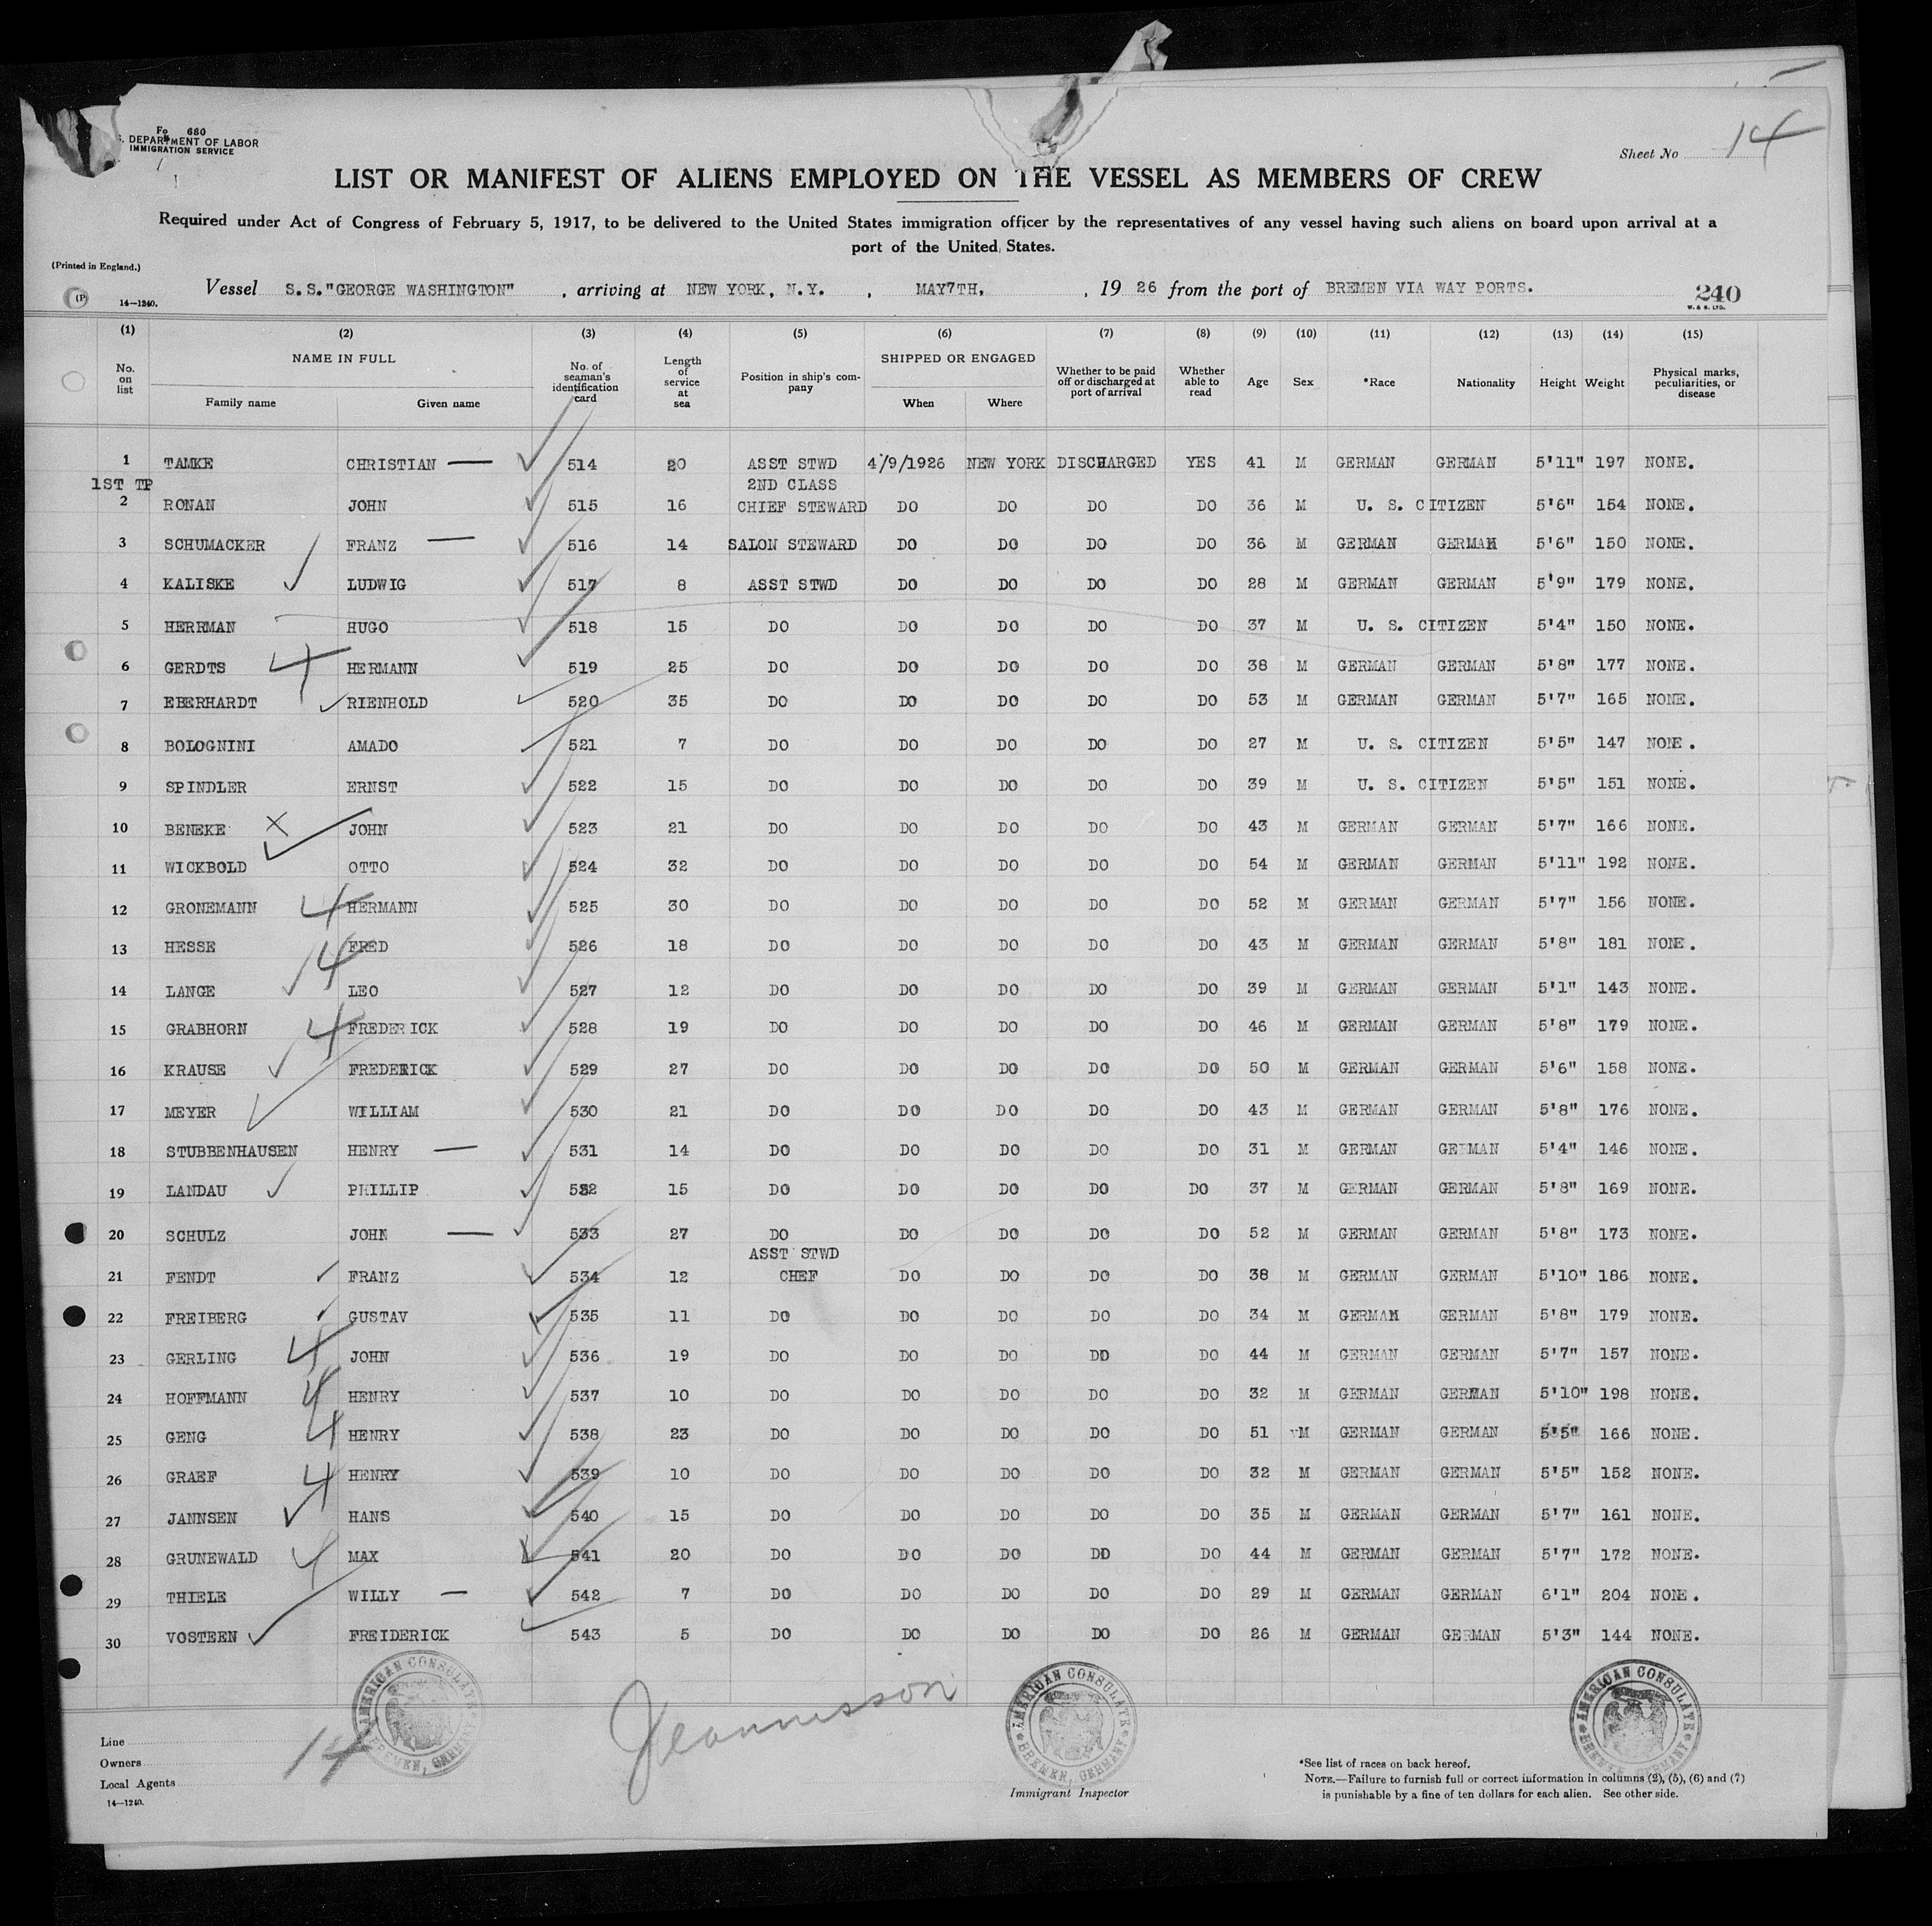 Fo 680
S. DEPARTMENT OF LABOR
IMMIGRATION SERVICE
Sheet No 14
LIST OR MANIFEST OF ALIENS EMPLOYED ON THE VESSEL AS MEMBERS OF CREW
Required under Act of Congress of February 5, 1917, to be delivered to the United States immigration officer by the representatives of any vessel having such aliens on board upon arrival at a
port of the United States.
(Printed in England.)
(P)
14—1240.
Vessel S.S."GEORGE WASHINGTON" , arriving at NEW YORK, N.Y. , MAY7TH, , 19 26 from the port of BREMEN VIA WAY PORTS. 240
W. & S. LTD.
(1) (2) (3) (4) (5) (6) (7) (8) (9) (10) (11) (12) (13) (14) (15)
No. on list NAME IN FULL Family name Given name No. of seaman's identification card Length of service at sea Position in ship's company SHIPPED OR ENGAGED When Where Whether to be paid off or discharged at port of arrival Whether able to read Age Sex *Race Nationality Height Weight Physical marks, peculiarities, or disease
1 TAMKE CHRISTIAN — 514 20 ASST STWD 4/9/1926 NEW YORK DISCHARGED YES 41 M GERMAN GERMAN 5'11" 197 NONE.
1ST TP 2ND CLASS
2 RONAN JOHN 515 16 CHIEF STEWARD DO DO DO DO 36 M U. S. CITIZEN 5'6" 154 NONE.
3 SCHUMACKER FRANZ — 516 14 SALON STEWARD DO DO DO DO 36 M GERMAN GERMAN 5'6" 150 NONE.
4 KALISKE LUDWIG 517 8 ASST STWD DO DO DO DO 28 M GERMAN GERMAN 5'9" 179 NONE.
5 HERRMAN HUGO 518 15 DO DO DO DO DO 37 M U. S. CITIZEN 5'4" 150 NONE.
6 GERDTS 4 HERMANN 519 25 DO DO DO DO DO 38 M GERMAN GERMAN 5'8" 177 NONE.
7 EBERHARDT RIENHOLD 520 35 DO DO DO DO DO 53 M GERMAN GERMAN 5'7" 165 NONE.
8 BOLOGNINI AMADO 521 7 DO DO DO DO DO 27 M U. S. CITIZEN 5'5" 147 NONE.
9 SPINDLER ERNST 522 15 DO DO DO DO DO 39 M U. S. CITIZEN 5'5" 151 NONE.
10 BENEKE X JOHN 523 21 DO DO DO DO DO 43 M GERMAN GERMAN 5'7" 166 NONE.
11 WICKBOLD OTTO 524 32 DO DO DO DO DO 54 M GERMAN GERMAN 5'11" 192 NONE.
12 GRONEMANN 4 HERMANN 525 30 DO DO DO DO DO 52 M GERMAN GERMAN 5'7" 156 NONE.
13 HESSE 4 FRED 526 18 DO DO DO DO DO 43 M GERMAN GERMAN 5'8" 181 NONE.
14 LANGE LEO 527 12 DO DO DO DO DO 39 M GERMAN GERMAN 5'1" 143 NONE.
15 GRABHORN 4 FREDERICK 528 19 DO DO DO DO DO 46 M GERMAN GERMAN 5'8" 179 NONE.
16 KRAUSE FREDERICK 529 27 DO DO DO DO DO 50 M GERMAN GERMAN 5'6" 158 NONE.
17 MEYER WILLIAM 530 21 DO DO DO DO DO 43 M GERMAN GERMAN 5'8" 176 NONE.
18 STUBBENHAUSEN HENRY — 531 14 DO DO DO DO DO 31 M GERMAN GERMAN 5'4" 146 NONE.
19 LANDAU PHILLIP 532 15 DO DO DO DO DO 37 M GERMAN GERMAN 5'8" 169 NONE.
20 SCHULZ JOHN — 533 27 DO DO DO DO DO 52 M GERMAN GERMAN 5'8" 173 NONE.
ASST STWD
21 FENDT FRANZ 534 12 CHEF DO DO DO DO 38 M GERMAN GERMAN 5'10" 186 NONE.
22 FREIBERG GUSTAV 535 11 DO DO DO DO DO 34 M GERMAN GERMAN 5'8" 179 NONE.
23 GERLING 4 JOHN 536 19 DO DO DO DD DO 44 M GERMAN GERMAN 5'7" 157 NONE.
24 HOFFMANN 4 HENRY 537 10 DO DO DO DO DO 32 M GERMAN GERMAN 5'10" 198 NONE.
25 GENG 4 HENRY 538 23 DO DO DO DO DO 51 M GERMAN GERMAN 5'5" 166 NONE.
26 GRAEF 4 HENRY 539 10 DO DO DO DO DO 32 M GERMAN GERMAN 5'5" 152 NONE.
27 JANNSEN HANS 540 15 DO DO DO DO DO 35 M GERMAN GERMAN 5'7" 161 NONE.
28 GRUNEWALD 4 MAX 541 20 DO DO DO DD DO 44 M GERMAN GERMAN 5'7" 172 NONE.
29 THIELE WILLY — 542 7 DO DO DO DO DO 29 M GERMAN GERMAN 6'1" 204 NONE.
30 VOSTEEN FREIDERICK 543 5 DO DO DO DO DO 26 M GERMAN GERMAN 5'3" 144 NONE.
AMERICAN CONSULATE BREMEN, GERMANY
AMERICAN CONSULATE BREMEN, GERMANY
AMERICAN CONSULATE BREMEN, GERMANY
14
Line
Owners
Local Agents
14—1240.
Immigrant Inspector
*See list of races on back hereof.
NOTE.—Failure to furnish full or correct information in columns (2), (5), (6) and (7)
is punishable by a fine of ten dollars for each alien. See other side.